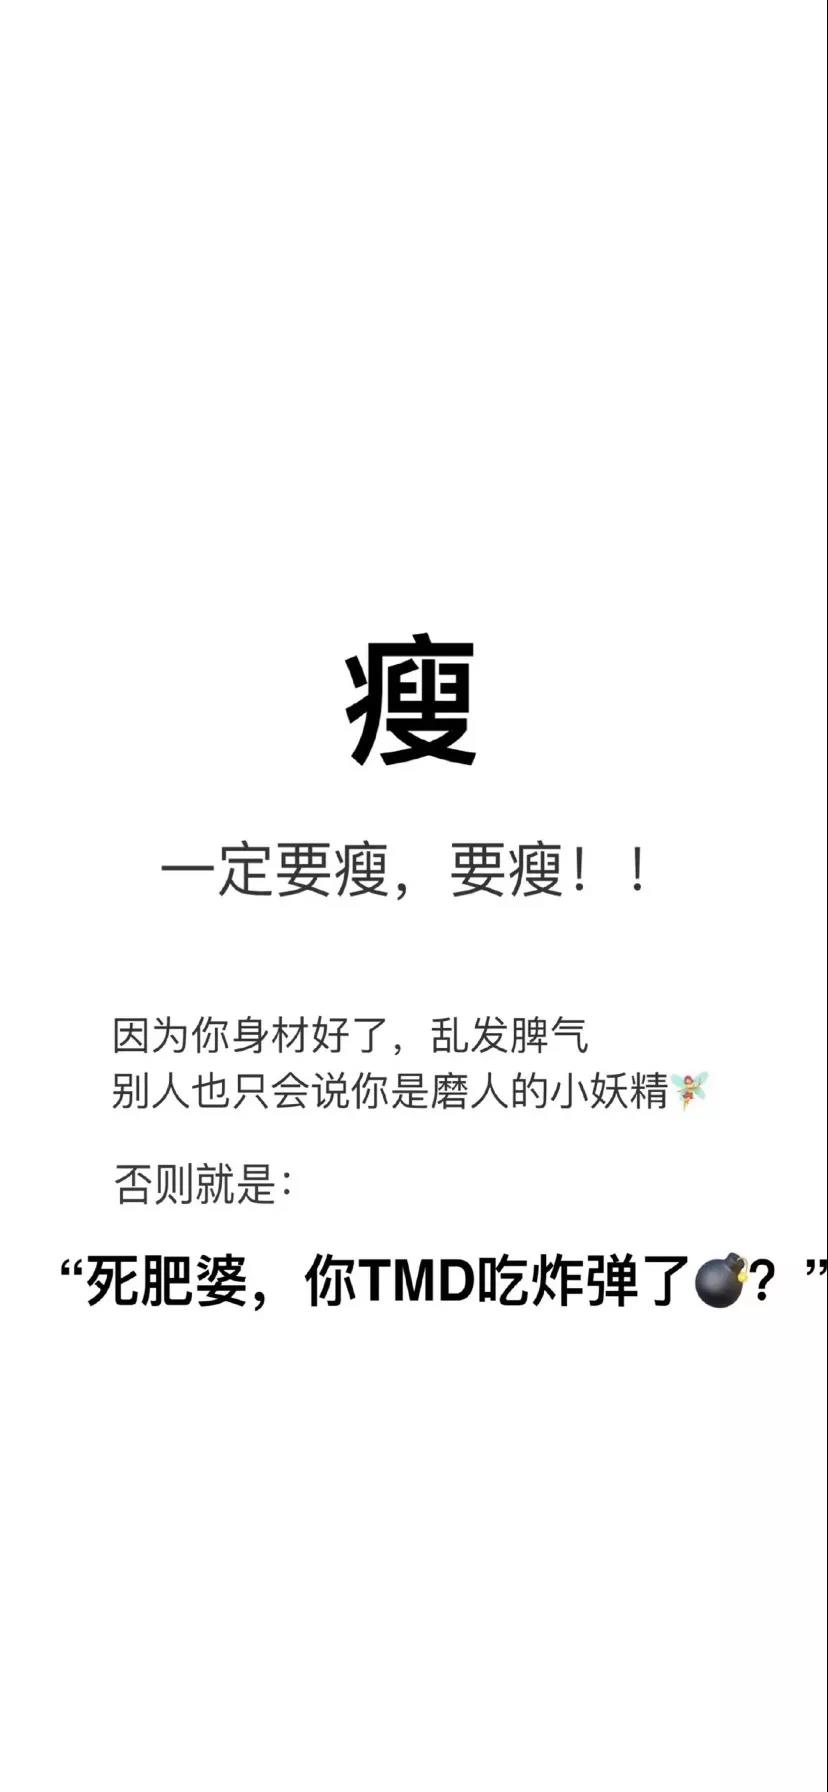 瘦
一定要瘦，要瘦！！
因为你身材好了，乱发脾气
别人也只会说你是磨人的小妖精🧚
否则就是：
“死肥婆，你TMD吃炸弹了💣？”